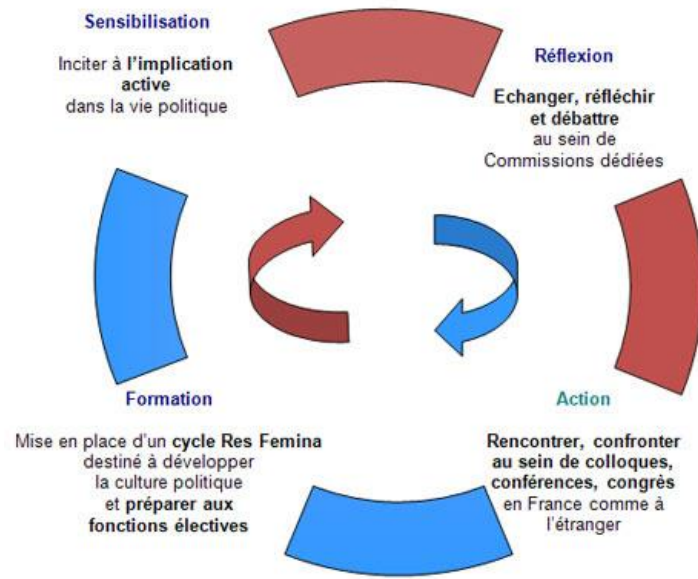 Sensibilisation
Inciter à l'implication
active
dans la vie politique
Réflexion
Echanger, réfléchir
et débattre
au sein de
Commissions dédiées
Formation
Mise en place d'un cycle Res Femina
destiné à développer
la culture politique
et préparer aux
fonctions électives
Action
Rencontrer, confronter
au sein de colloques,
conférences, congrès
en France comme à
l'étranger